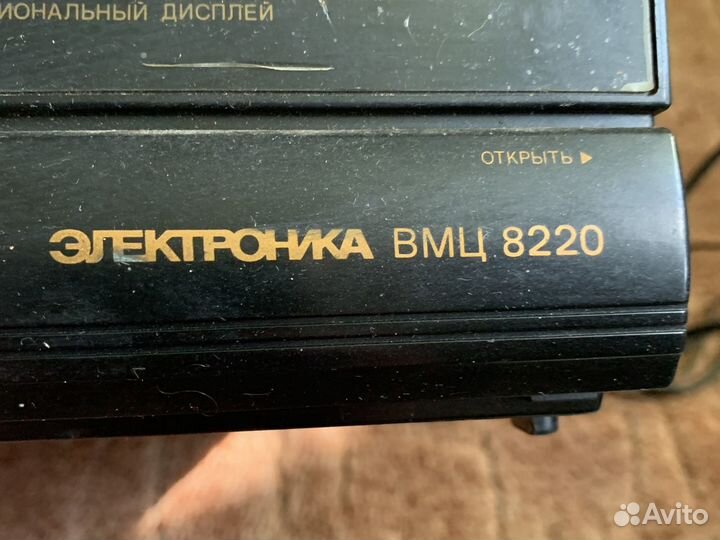 ИОНАЛЬНЫЙ ДИСПЛЕЙ
ОТКРЫТЬ ▶
ЭЛЕКТРОНИКА ВМЦ 8220
Avito